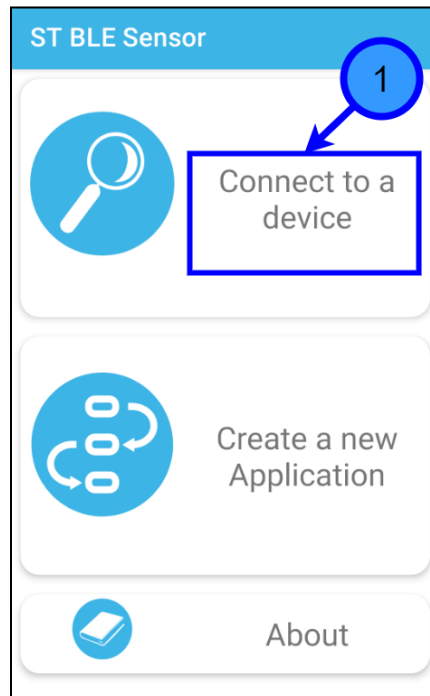 ST BLE Sensor
1
Connect to a
device
Create a new
Application
About